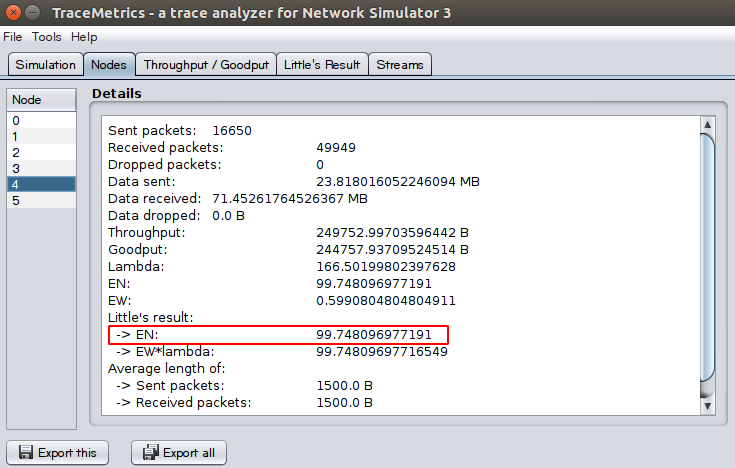 TraceMetrics - a trace analyzer for Network Simulator 3
File Tools Help
Simulation Nodes Throughput / Goodput Little's Result Streams
Node
0
1
2
3
4
5
Details
Sent packets: 16650
Received packets: 49949
Dropped packets: 0
Data sent: 23.818016052246094 MB
Data received: 71.45261764526367 MB
Data dropped: 0.0 B
Throughput: 249752.99703596442 B
Goodput: 244757.93709524514 B
Lambda: 166.50199802397628
EN: 99.748096977191
EW: 0.5990804804804911
Little's result:
-> EN: 99.748096977191
-> EW*lambda: 99.74809697716549
Average length of:
-> Sent packets: 1500.0 B
-> Received packets: 1500.0 B
Export this Export all